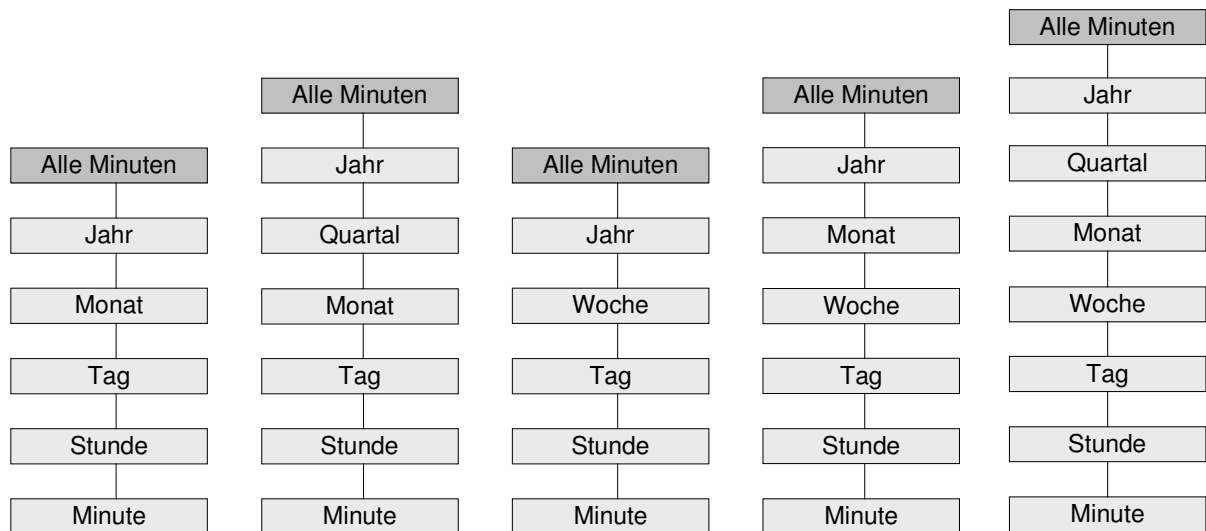 Alle Minuten
Jahr
Monat
Tag
Stunde
Minute
Alle Minuten
Jahr
Quartal
Monat
Tag
Stunde
Minute
Alle Minuten
Jahr
Woche
Tag
Stunde
Minute
Alle Minuten
Jahr
Monat
Woche
Tag
Stunde
Minute
Alle Minuten
Jahr
Quartal
Monat
Woche
Tag
Stunde
Minute